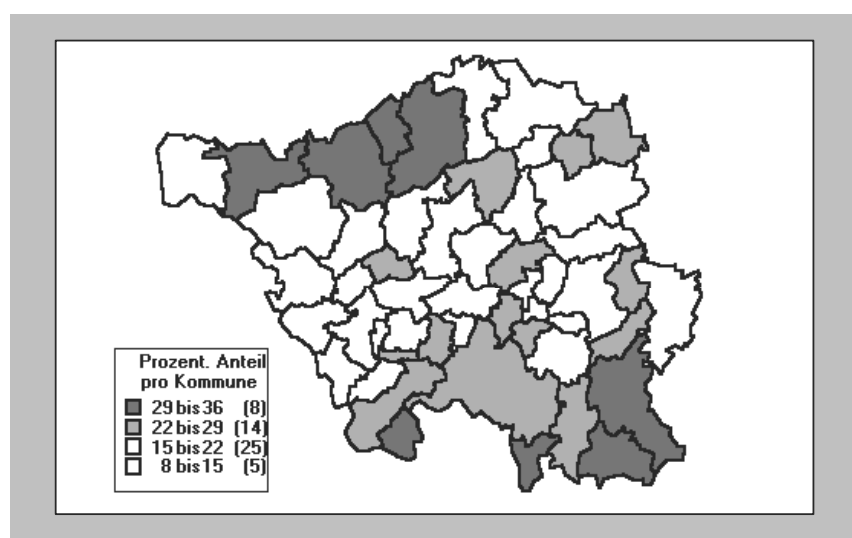 Prozent. Anteil
pro Kommune
29 bis 36 (8)
22 bis 29 (14)
15 bis 22 (25)
8 bis 15 (5)